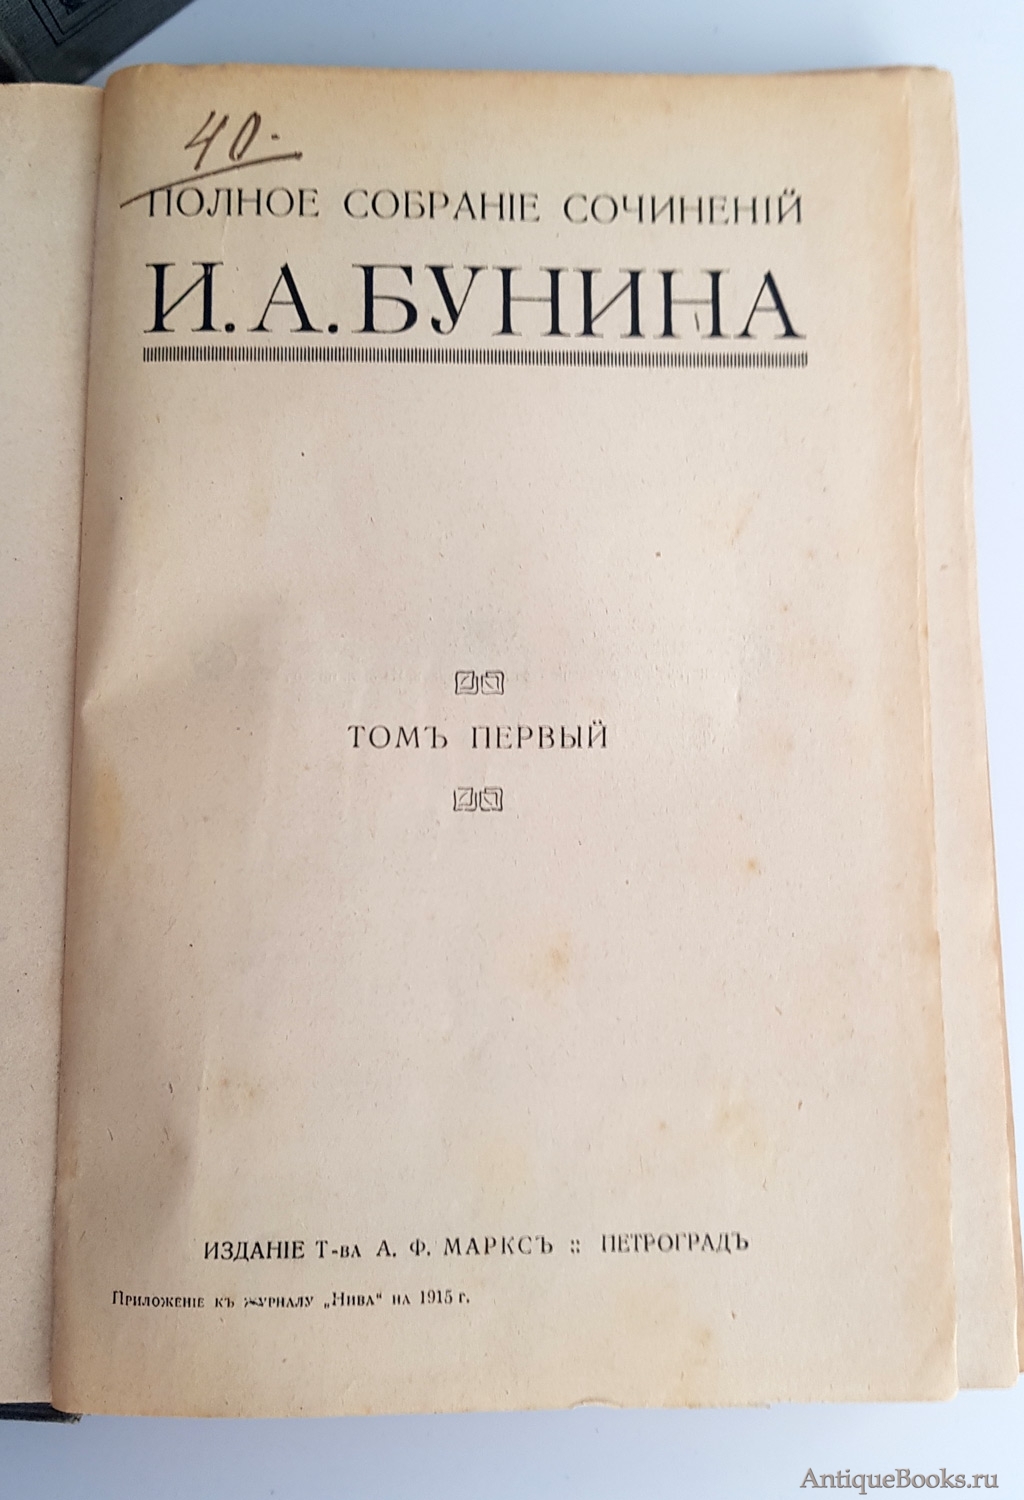 40.-
ПОЛНОЕ СОБРАНІЕ СОЧИНЕНІЙ
И. А. БУНИНА
ТОМЪ ПЕРВЫЙ
ИЗДАНІЕ Т-ва А. Ф. МАРКСЪ :: ПЕТРОГРАДЪ
Приложеніе къ журналу „Нива“ на 1915 г.
AntiqueBooks.ru